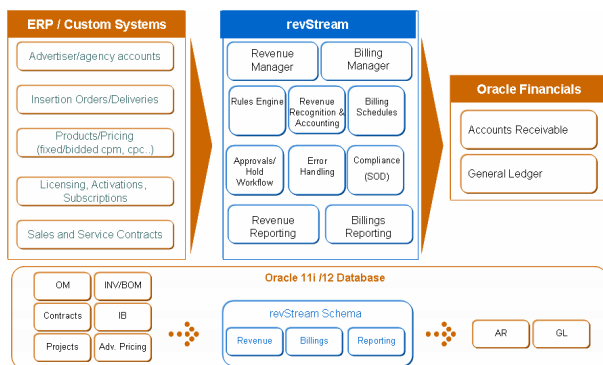 ERP / Custom Systems
Advertiser/agency accounts
Insertion Orders/Deliveries
Products/Pricing
(fixed/bidded cpm, cpc..)
Licensing, Activations,
Subscriptions
Sales and Service Contracts
revStream
Revenue
Manager
Billing
Manager
Rules Engine
Revenue
Recognition &
Accounting
Billing
Schedules
Approvals/
Hold
Workflow
Error
Handling
Compliance
(SOD)
Revenue
Reporting
Billings
Reporting
Oracle Financials
Accounts Receivable
General Ledger
Oracle 11i /12 Database
OM
INV/BOM
Contracts
IB
Projects
Adv. Pricing
revStream Schema
Revenue
Billings
Reporting
AR
GL